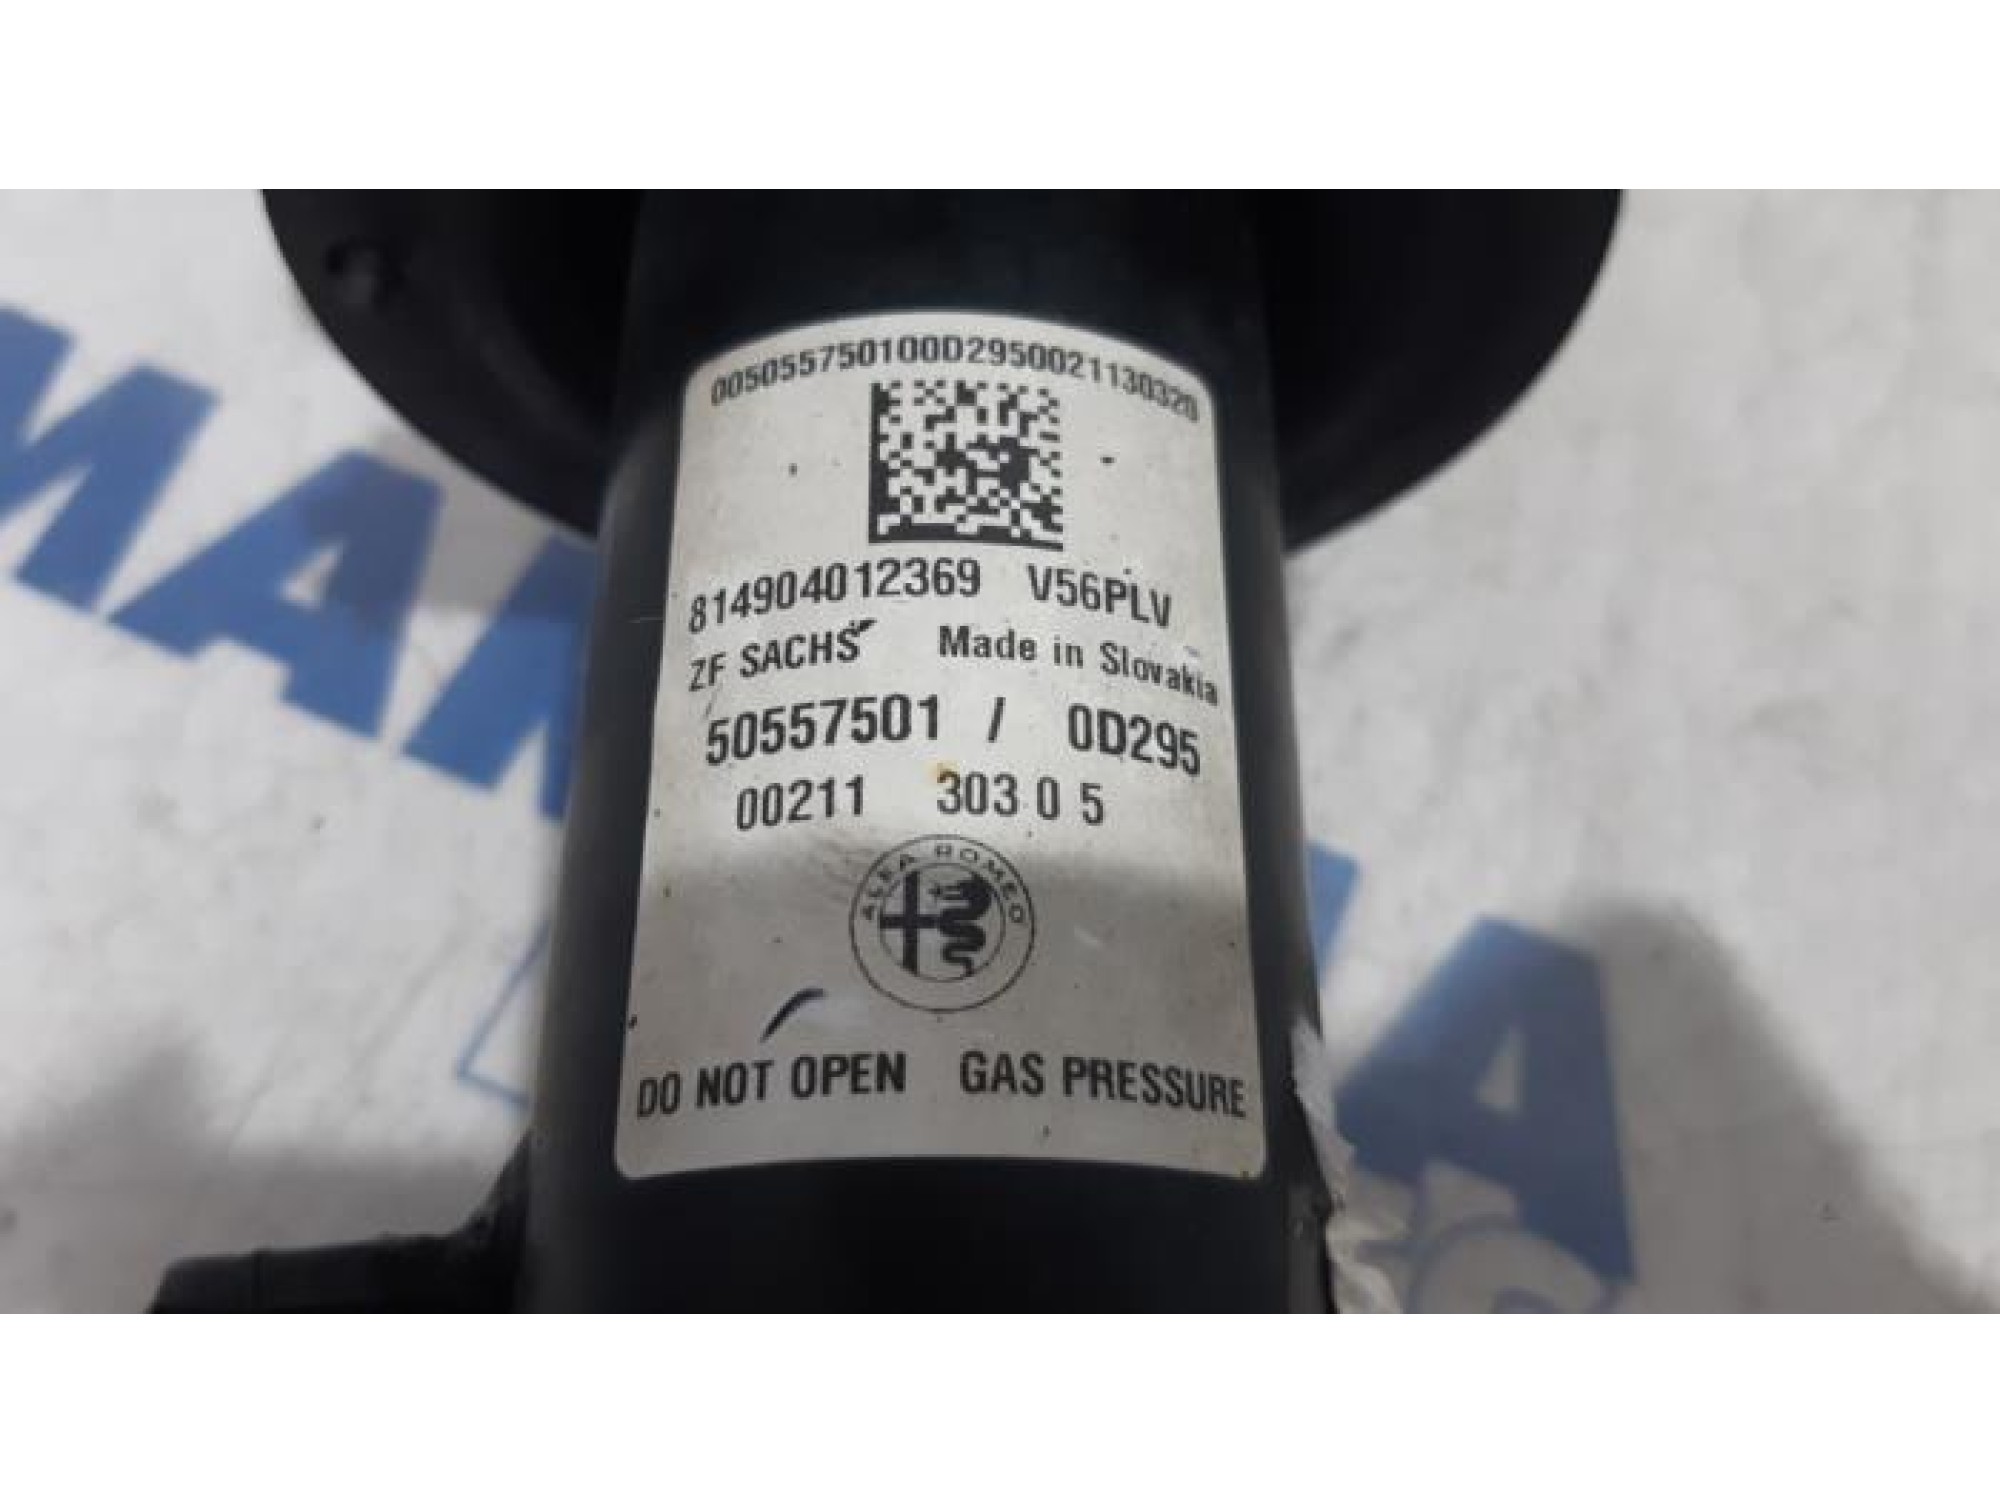 005055750100D2950021130320
814904012369 V56PLV
ZF SACHS Made in Slovakia
50557501 / 0D295
00211 303 0 5
ALFA ROMEO
DO NOT OPEN GAS PRESSURE